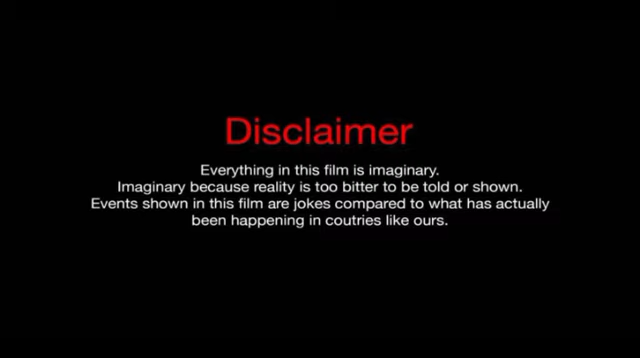 Disclaimer
Everything in this film is imaginary.
Imaginary because reality is too bitter to be told or shown.
Events shown in this film are jokes compared to what has actually
been happening in coutries like ours.